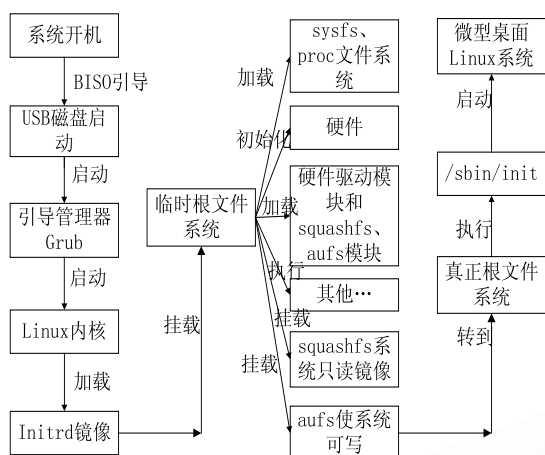 系统开机
BISO引导
USB磁盘启
动
启动
引导管理器
Grub
启动
Linux内核
加载
Initrd镜像
挂载
临时根文件
系统
加载
sysfs、
proc文件系
统
初始化
硬件
加载
硬件驱动模
块和
squashfs、
aufs模块
执行
其他…
挂载
squashfs系
统只读镜像
挂载
aufs使系统
可写
转到
真正根文件
系统
执行
/sbin/init
启动
微型桌面
Linux系统